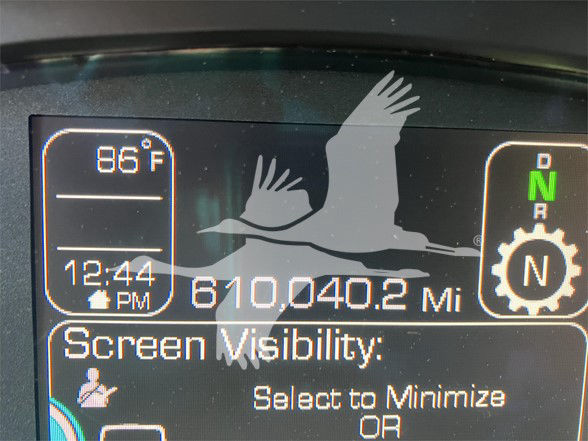 86°F
12:44
PM
610,040.2 Mi
D
N
R
N
Screen Visibility:
Select to Minimize
OR
®